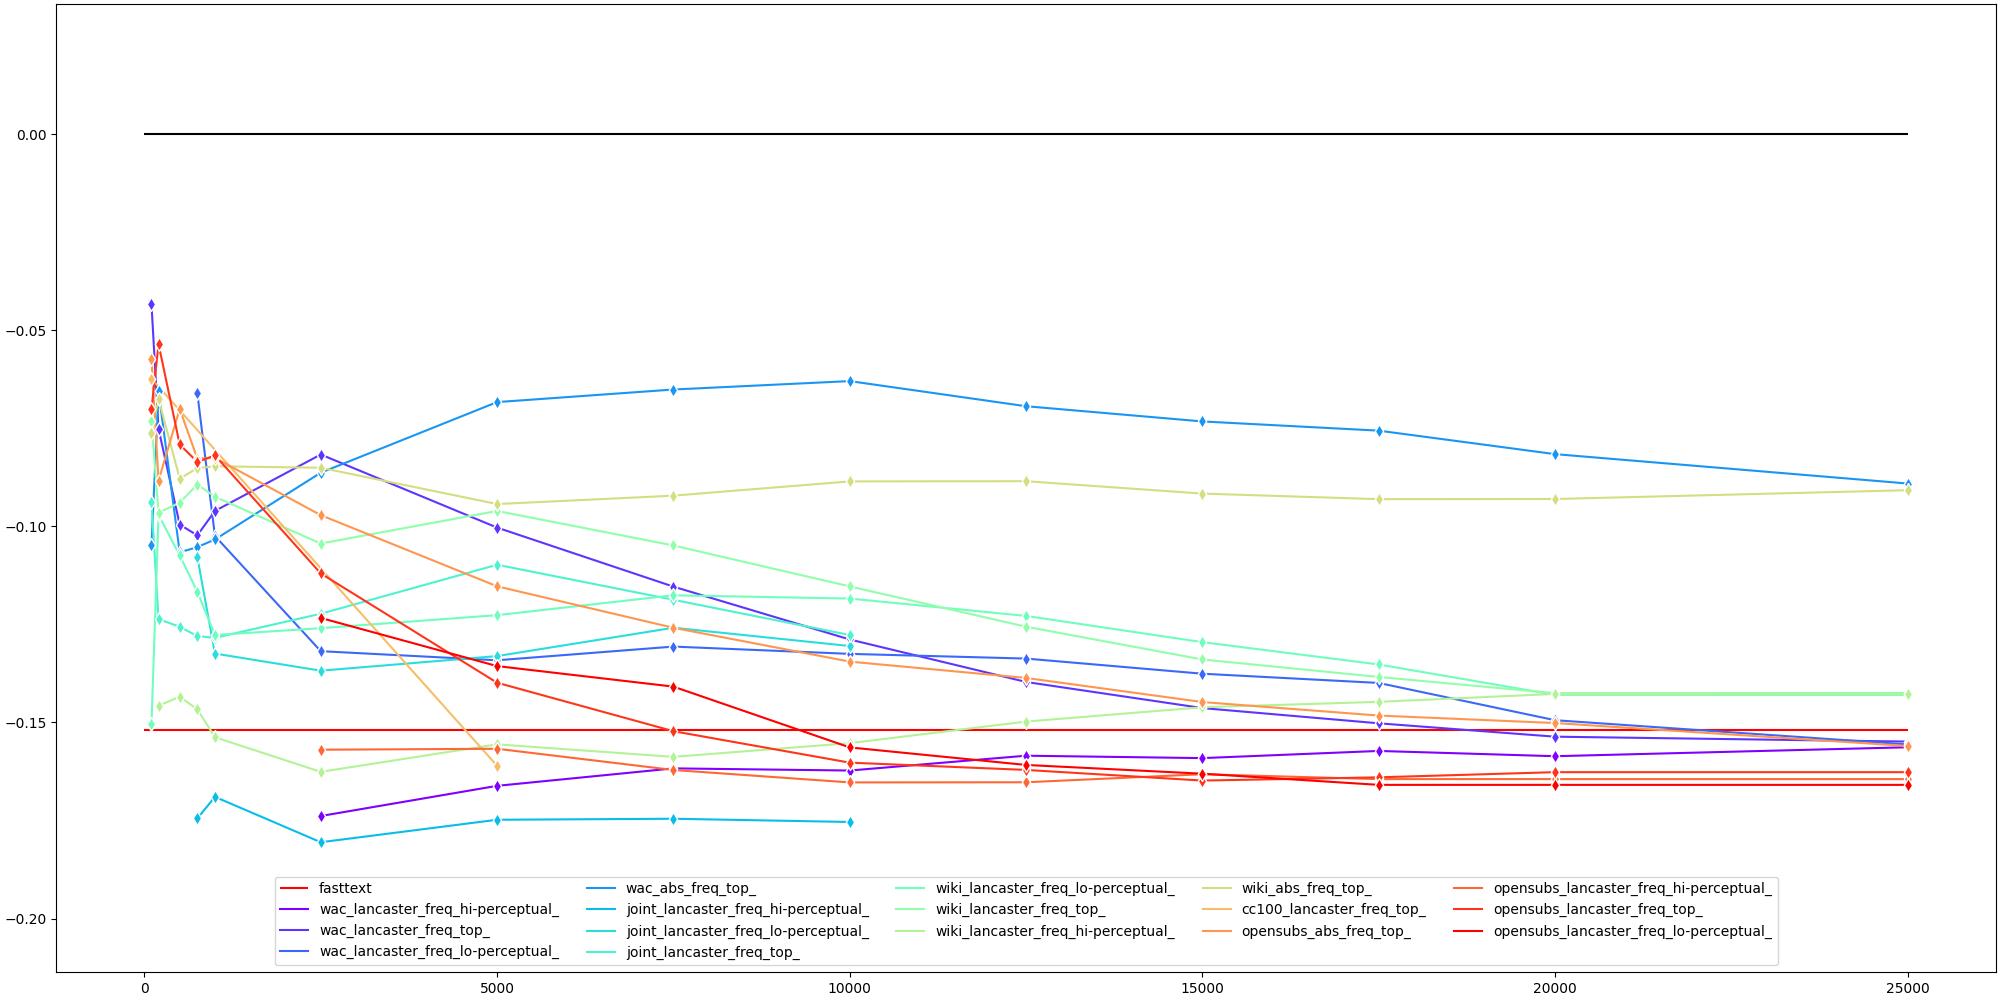 0.00
−0.05
−0.10
−0.15
−0.20
fasttext
wac_lancaster_freq_hi-perceptual_
wac_lancaster_freq_top_
wac_lancaster_freq_lo-perceptual_
wac_abs_freq_top_
joint_lancaster_freq_hi-perceptual_
joint_lancaster_freq_lo-perceptual_
joint_lancaster_freq_top_
wiki_lancaster_freq_lo-perceptual_
wiki_lancaster_freq_top_
wiki_lancaster_freq_hi-perceptual_
wiki_abs_freq_top_
cc100_lancaster_freq_top_
opensubs_abs_freq_top_
opensubs_lancaster_freq_hi-perceptual_
opensubs_lancaster_freq_top_
opensubs_lancaster_freq_lo-perceptual_
0 5000 10000 15000 20000 25000